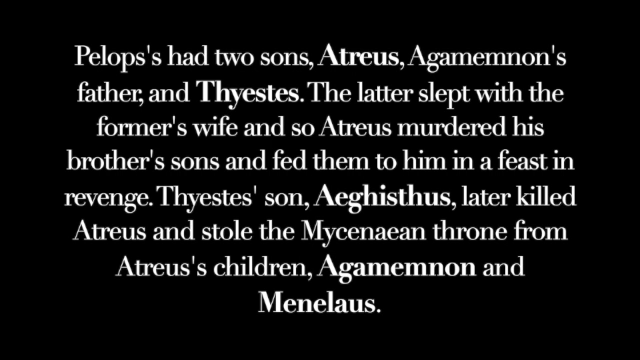 Pelops's had two sons, Atreus, Agamemnon's
father, and Thyestes. The latter slept with the
former's wife and so Atreus murdered his
brother's sons and fed them to him in a feast in
revenge. Thyestes' son, Aeghisthus, later killed
Atreus and stole the Mycenaean throne from
Atreus's children, Agamemnon and
Menelaus.